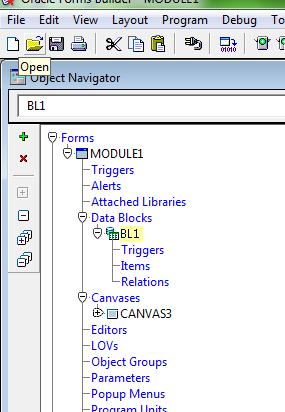 Oracle Forms Builder - MODULE1
File Edit View Layout Program Debug To
Open
Object Navigator
BL1
Forms
MODULE1
Triggers
Alerts
Attached Libraries
Data Blocks
BL1
Triggers
Items
Relations
Canvases
CANVAS3
Editors
LOVs
Object Groups
Parameters
Popup Menus
Program Units